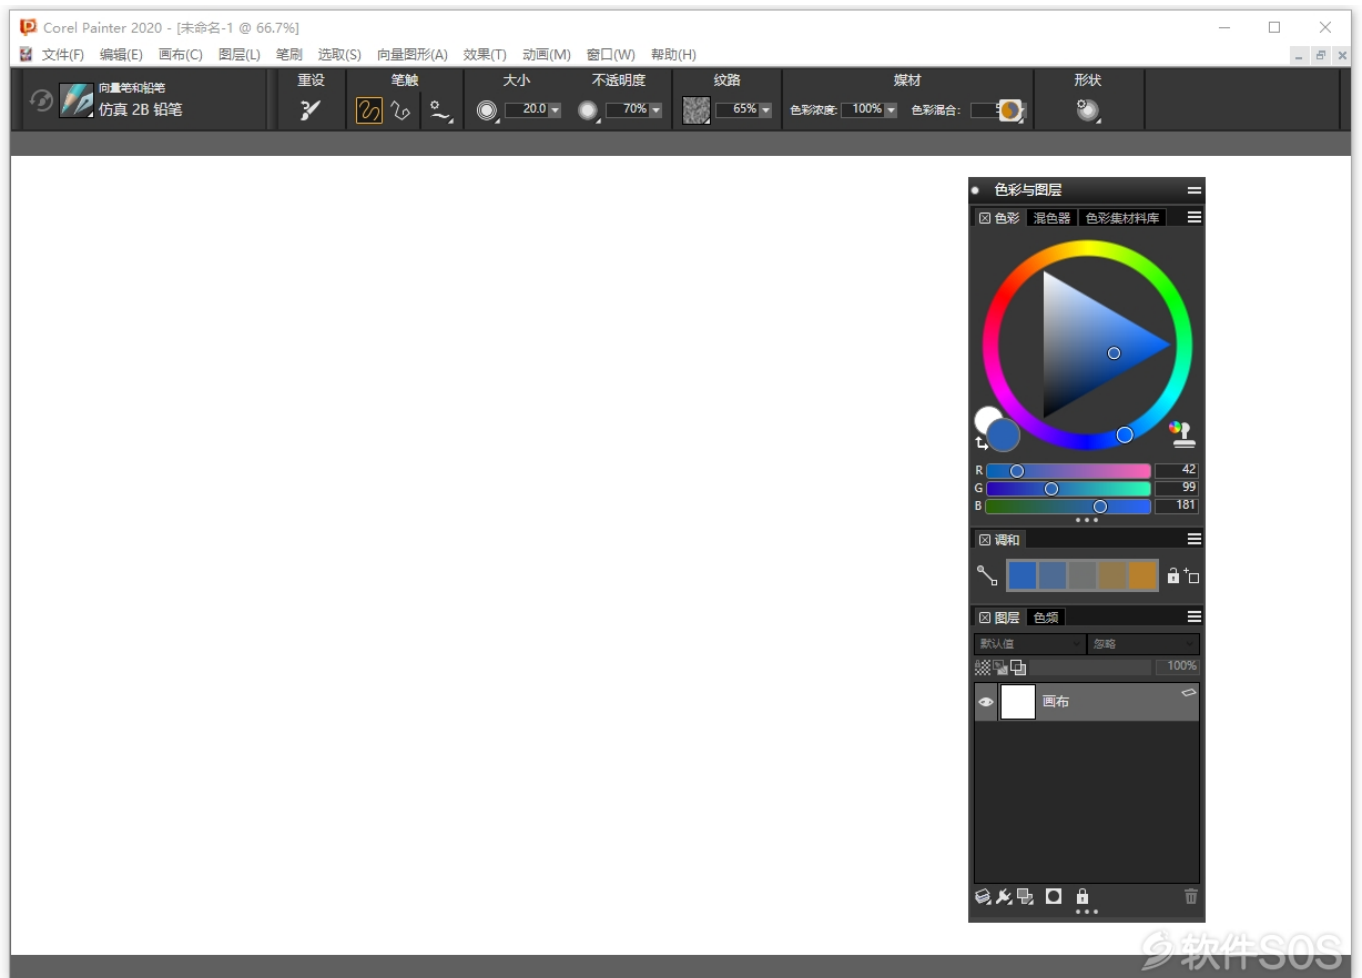 Corel Painter 2020 - [未命名-1 @ 66.7%]
文件(F) 编辑(E) 画布(C) 图层(L) 笔刷 选取(S) 向量图形(A) 效果(T) 动画(M) 窗口(W) 帮助(H)
重设 笔触 大小 不透明度 纹路 媒材 形状
向量笔和铅笔
仿真 2B 铅笔
20.0 70% 65% 色彩浓度: 100% 色彩混合:
色彩与图层
色彩 混色器 色彩集材料库
R 42
G 99
B 181
调和
图层 色频
默认值 忽略
100%
画布
软件SOS